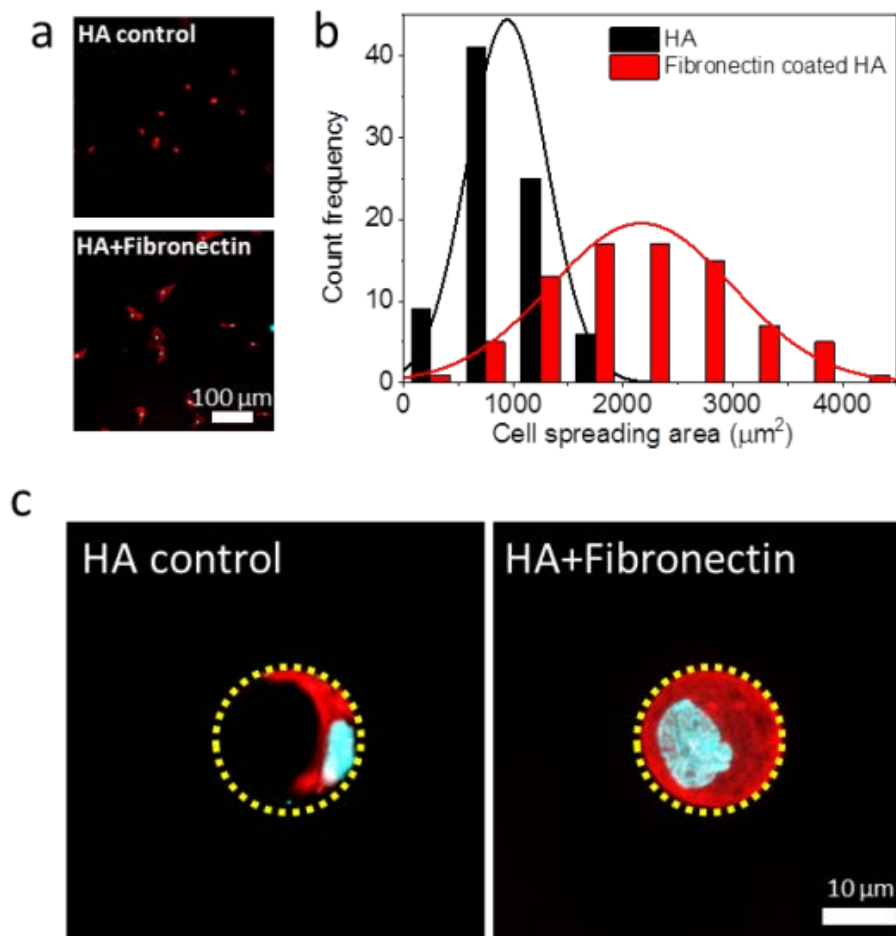 a
HA control
HA+Fibronectin
100 µm
b
HA
Fibronectin coated HA
Count frequency
40
30
20
10
0
0 1000 2000 3000 4000
Cell spreading area (µm²)
c
HA control
HA+Fibronectin
10 µm